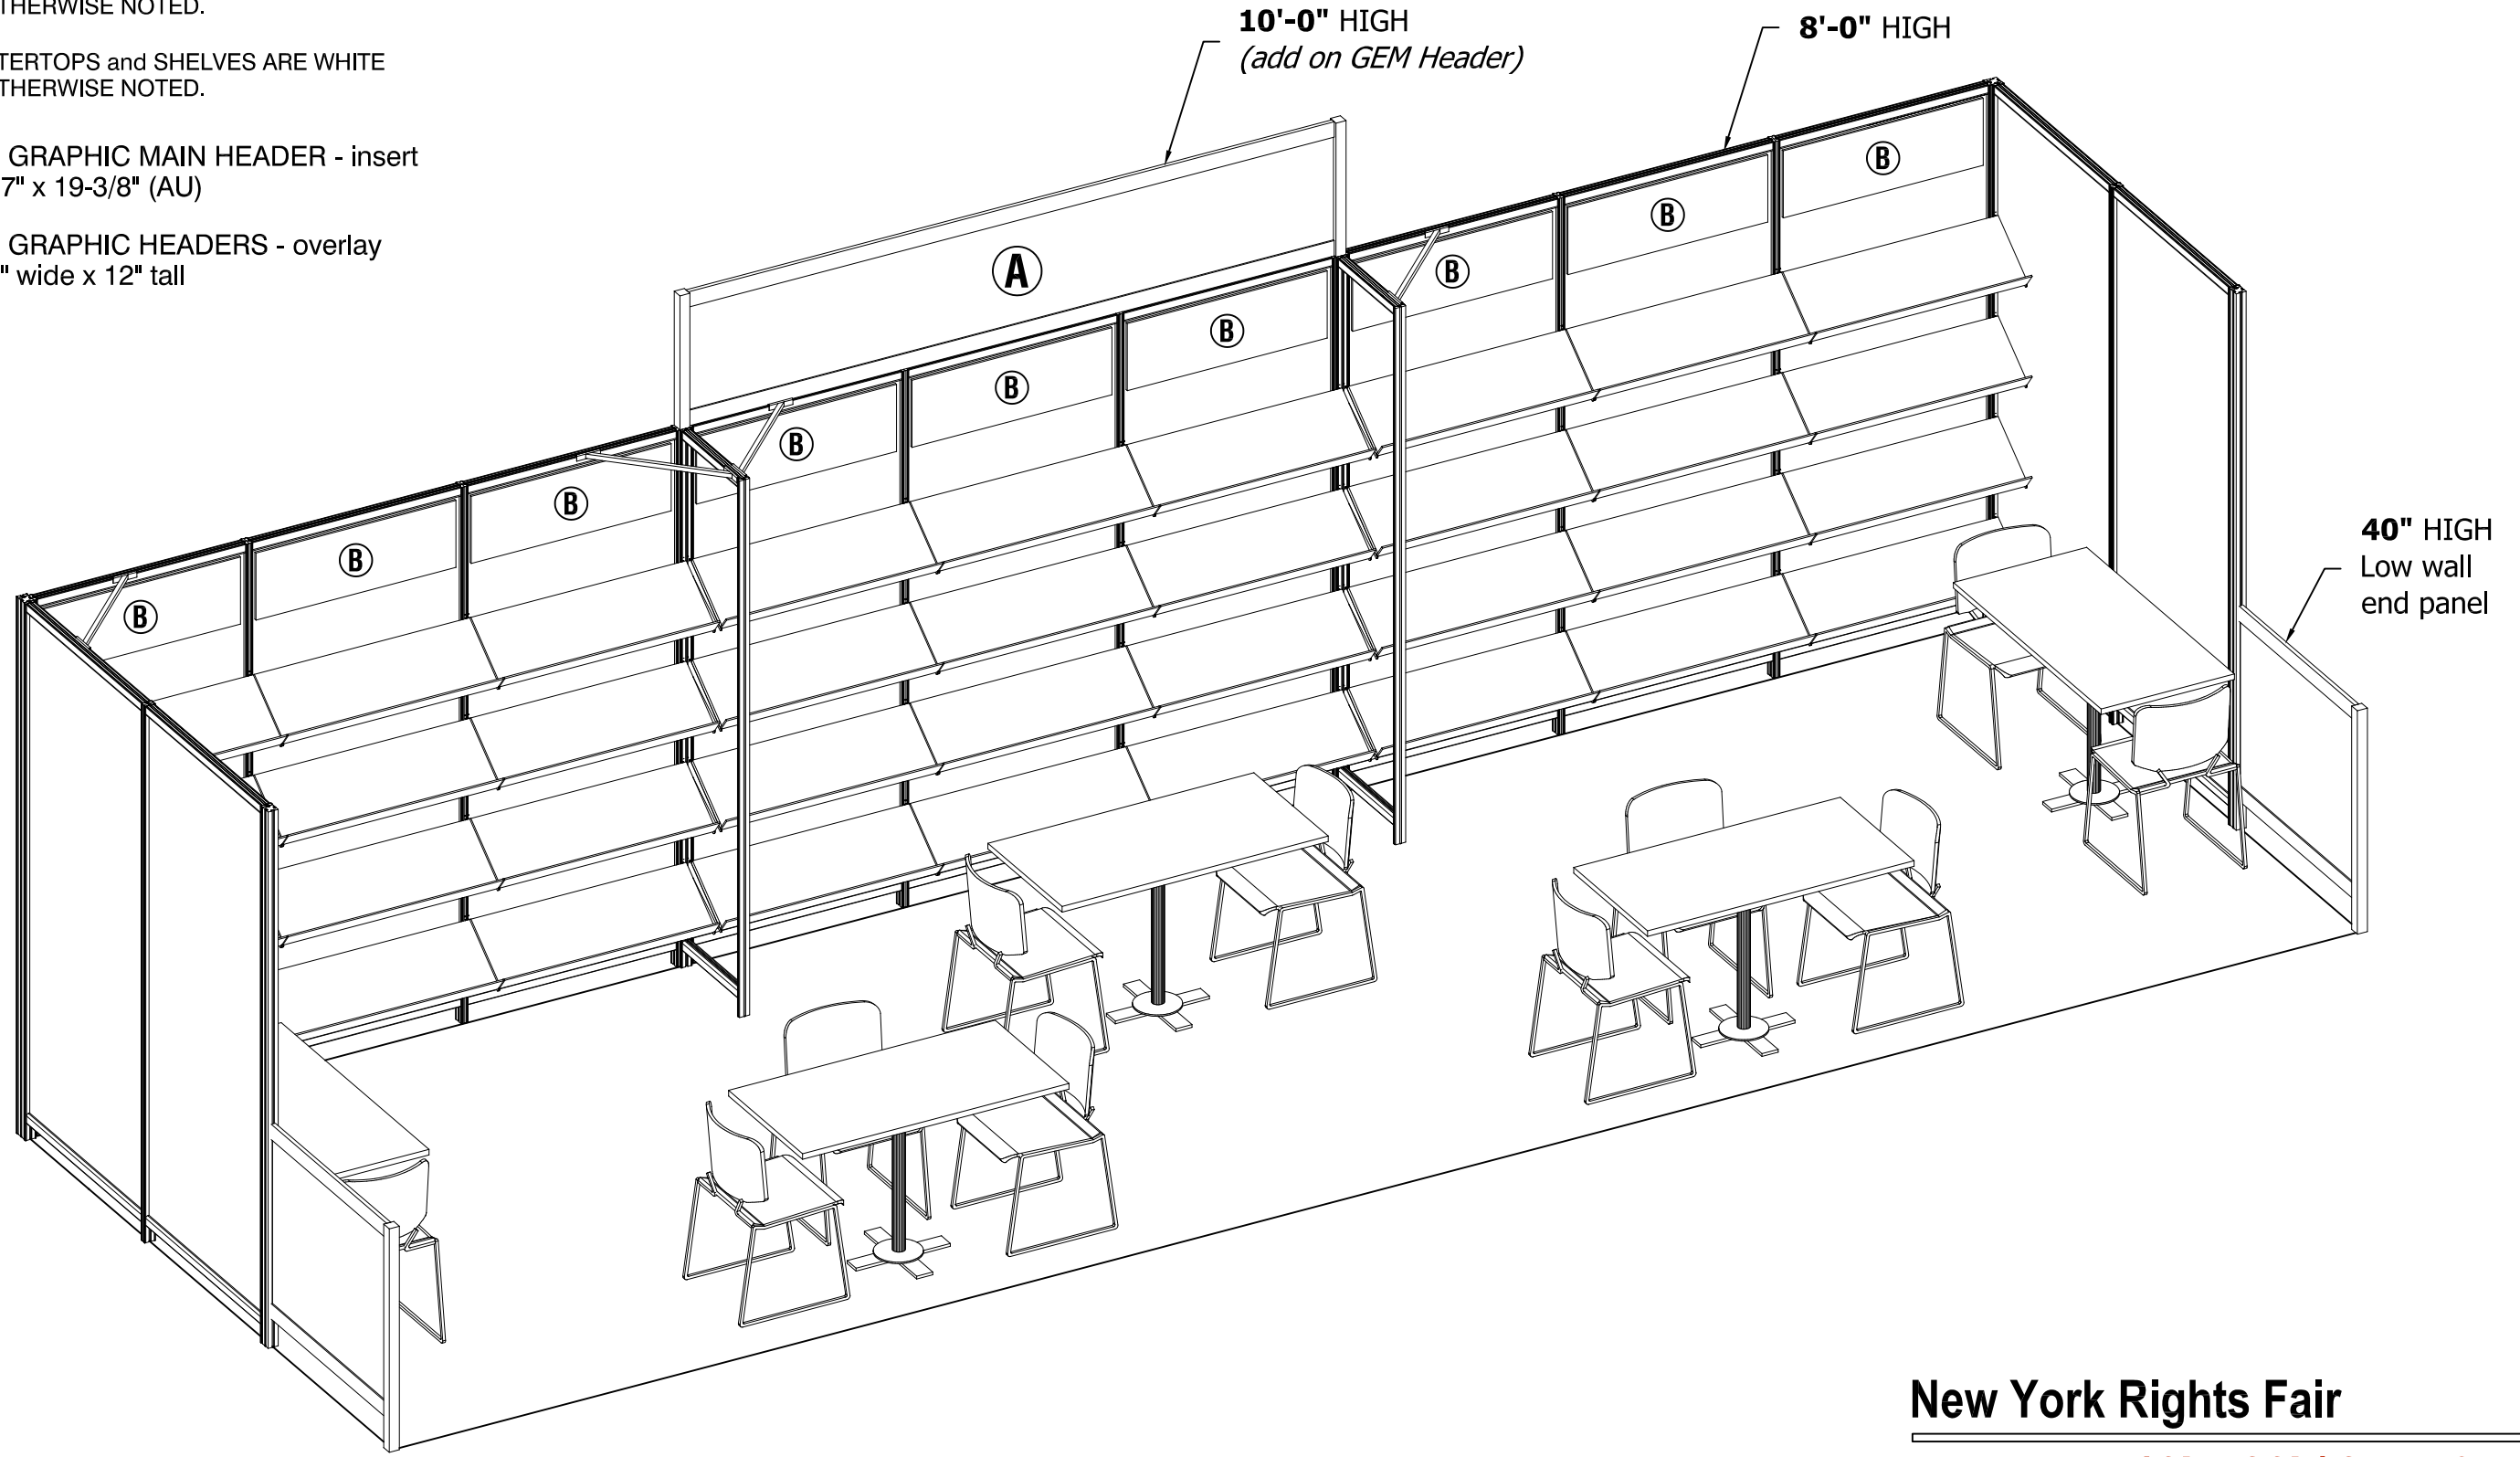 THERWISE NOTED.
TERTOPS and SHELVES ARE WHITE
THERWISE NOTED.
GRAPHIC MAIN HEADER - insert
7" x 19-3/8" (AU)
GRAPHIC HEADERS - overlay
" wide x 12" tall
10'-0" HIGH
(add on GEM Header)
8'-0" HIGH
A
B
B
B
B
B
B
B
B
B
40" HIGH
Low wall
end panel
New York Rights Fair